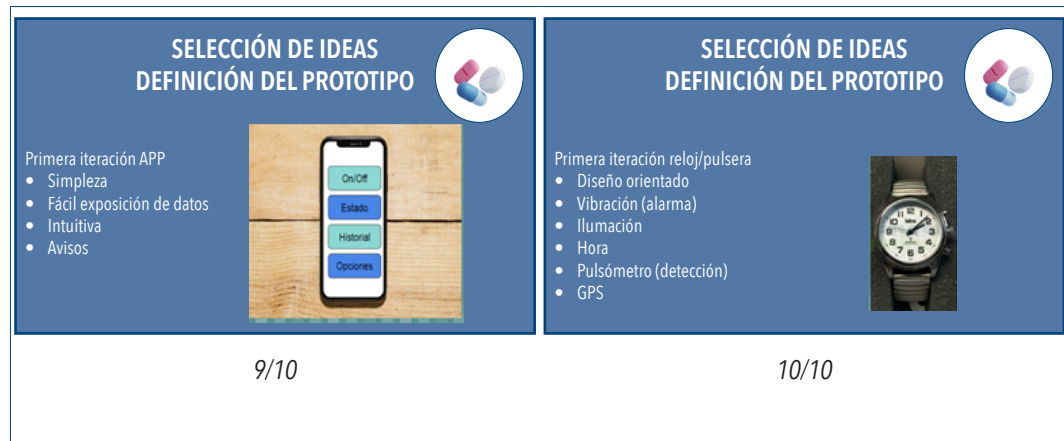 SELECCIÓN DE IDEAS
DEFINICIÓN DEL PROTOTIPO
Primera iteración APP
• Simpleza
• Fácil exposición de datos
• Intuitiva
• Avisos
On/Off
Estado
Historial
Opciones
9/10
SELECCIÓN DE IDEAS
DEFINICIÓN DEL PROTOTIPO
Primera iteración reloj/pulsera
• Diseño orientado
• Vibración (alarma)
• Ilumación
• Hora
• Pulsómetro (detección)
• GPS
10/10